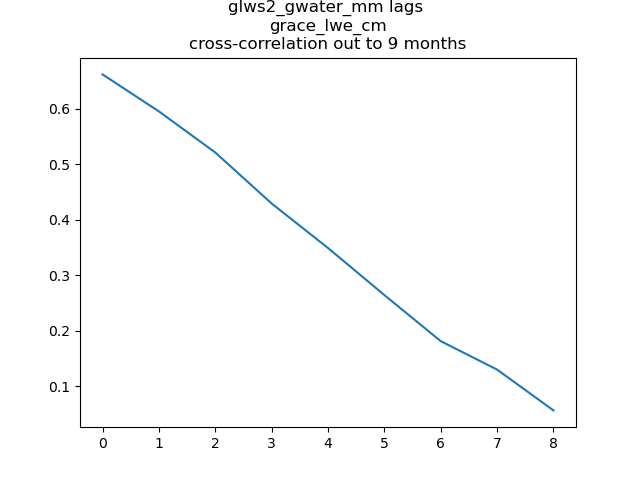 glws2_gwater_mm lags
grace_lwe_cm
cross-correlation out to 9 months
0.6
0.5
0.4
0.3
0.2
0.1
0 1 2 3 4 5 6 7 8